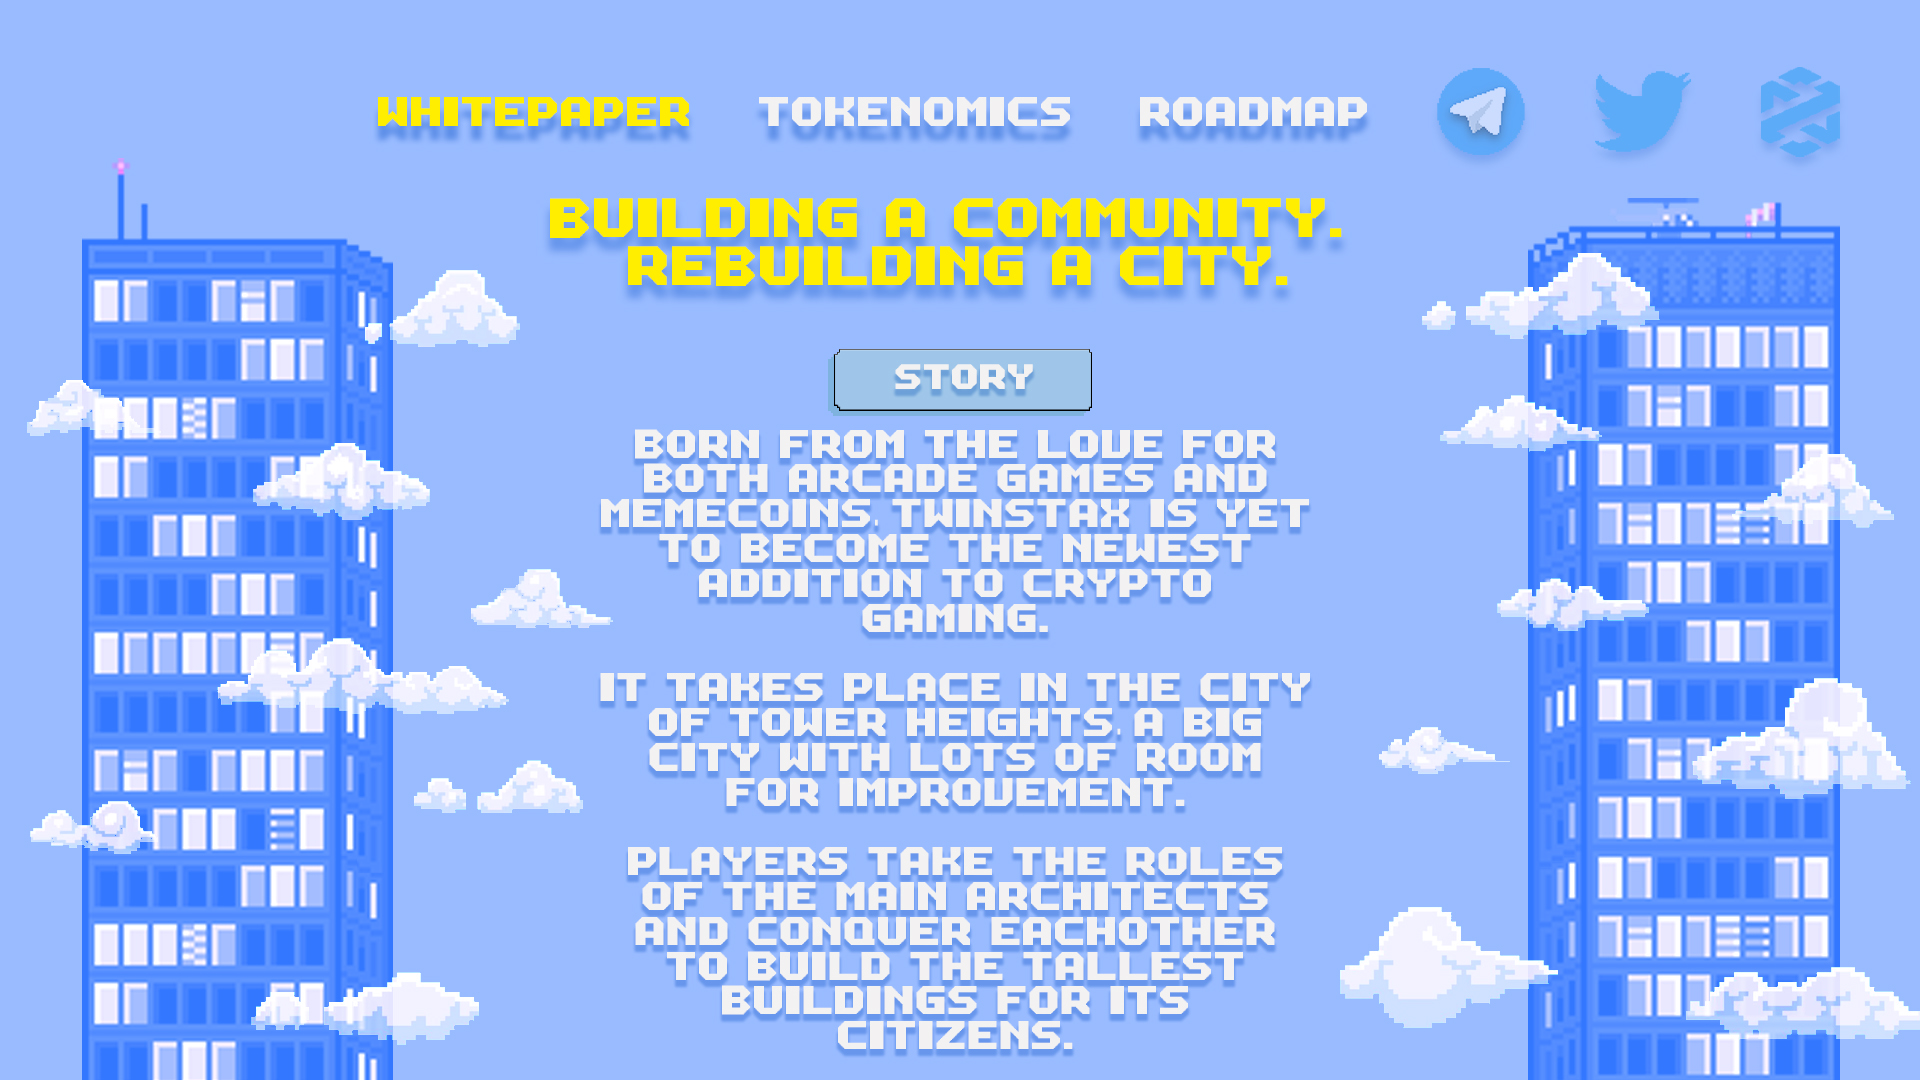 WHITEPAPER TOKENOMICS ROADMAP
BUILDING A COMMUNITY.
REBUILDING A CITY.
STORY
BORN FROM THE LOVE FOR
BOTH ARCADE GAMES AND
MEMECOINS, TWINSTAX IS YET
TO BECOME THE NEWEST
ADDITION TO CRYPTO
GAMING.
IT TAKES PLACE IN THE CITY
OF TOWER HEIGHTS, A BIG
CITY WITH LOTS OF ROOM
FOR IMPROVEMENT.
PLAYERS TAKE THE ROLES
OF THE MAIN ARCHITECTS
AND CONQUER EACHOTHER
TO BUILD THE TALLEST
BUILDINGS FOR ITS
CITIZENS.